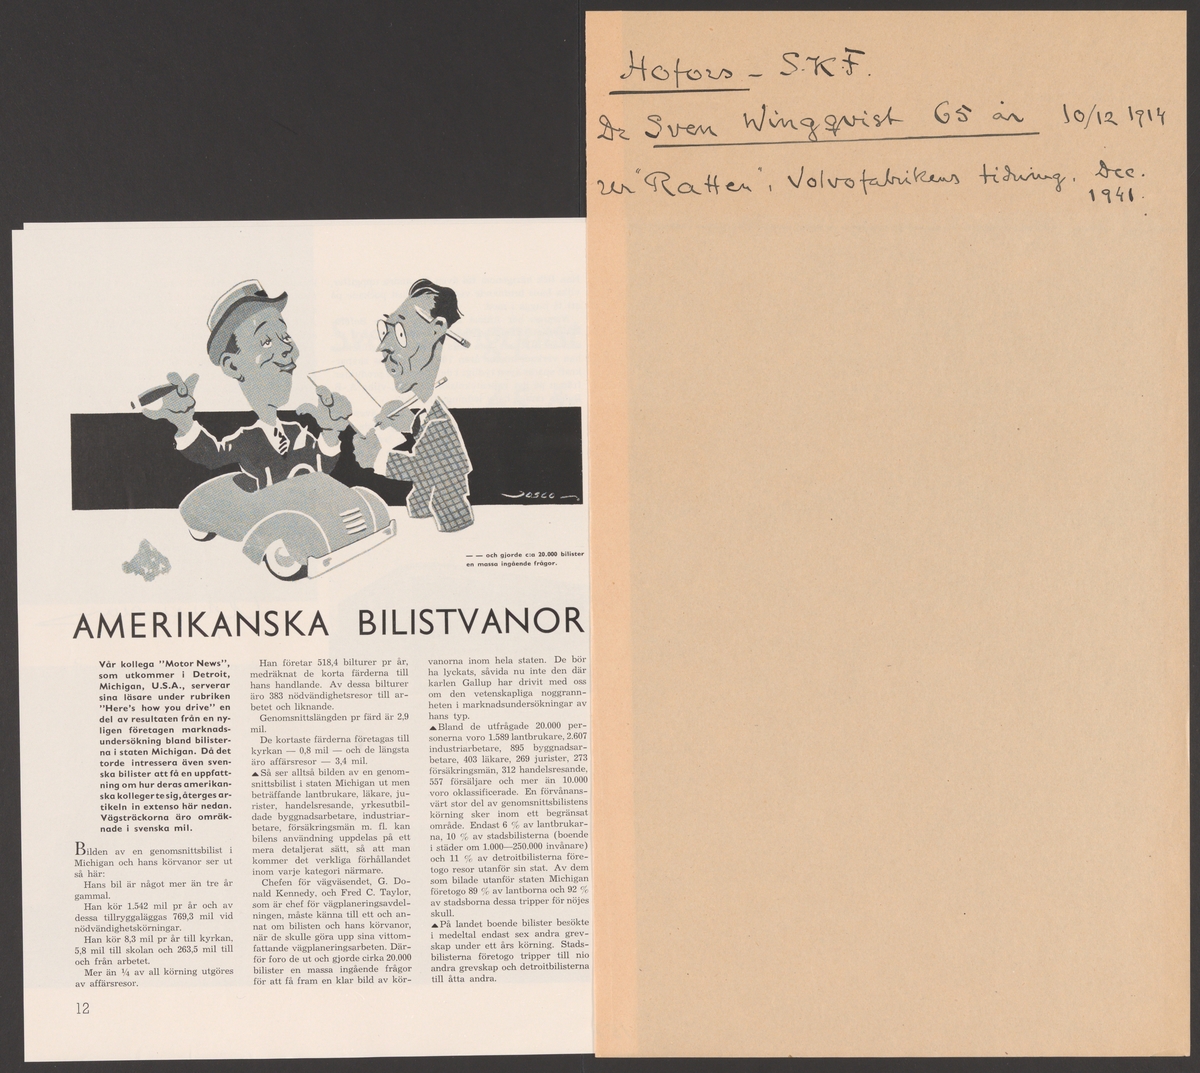 Hofors – S.K.F.
Dr Sven Wingqvist 65 år 10/12 1914
ur "Ratten", Volvofabrikens tidning. Dec.
1941.
Josco
— — och gjorde c:a 20.000 bilister
en massa ingående frågor.
AMERIKANSKA BILISTVANOR
Vår kollega "Motor News",
som utkommer i Detroit,
Michigan, U.S.A., serverar
sina läsare under rubriken
"Here's how you drive" en
del av resultaten från en ny-
ligen företagen marknads-
undersökning bland bilister-
na i staten Michigan. Då det
torde intressera även sven-
ska bilister att få en uppfatt-
ning om hur deras amerikan-
ska kolleger te sig, återges ar-
tikeln in extenso här nedan.
Vägsträckorna äro omräk-
nade i svenska mil.
Bilden av en genomsnittsbilist i
Michigan och hans körvanor ser ut
så här:
Hans bil är något mer än tre år
gammal.
Han kör 1.542 mil pr år och av
dessa tillryggaläggas 769,3 mil vid
nödvändighetskörningar.
Han kör 8,3 mil pr år till kyrkan,
5,8 mil till skolan och 263,5 mil till
och från arbetet.
Mer än ¼ av all körning utgöres
av affärsresor.
Han företar 518,4 bilturer pr år,
medräknat de korta färderna till
hans handlande. Av dessa bilturer
äro 383 nödvändighetsresor till ar-
betet och liknande.
Genomsnittslängden pr färd är 2,9
mil.
De kortaste färderna företagas till
kyrkan — 0,8 mil — och de längsta
äro affärsresor — 3,4 mil.
▲Så ser alltså bilden av en genom-
snittsbilist i staten Michigan ut men
beträffande lantbrukare, läkare, ju-
rister, handelsresande, yrkesutbil-
dade byggnadsarbetare, industriar-
betare, försäkringsmän m. fl. kan
bilens användning uppdelas på ett
mera detaljerat sätt, så att man
kommer det verkliga förhållandet
inom varje kategori närmare.
Chefen för vägväsendet, G. Do-
nald Kennedy, och Fred C. Taylor,
som är chef för vägplaneringsavdel-
ningen, måste känna till ett och an-
nat om bilisten och hans körvanor,
när de skulle göra upp sina vittom-
fattande vägplaneringsarbeten. Där-
för foro de ut och gjorde cirka 20.000
bilister en massa ingående frågor
för att få fram en klar bild av kör-
vanorna inom hela staten. De bör
ha lyckats, såvida nu inte den där
karlen Gallup har drivit med oss
om den vetenskapliga noggrann-
heten i marknadsundersökningar av
hans typ.
▲Bland de utfrågade 20.000 per-
sonerna voro 1.589 lantbrukare, 2.607
industriarbetare, 895 byggnadsar-
betare, 403 läkare, 269 jurister, 273
försäkringsmän, 312 handelsresande,
557 försäljare och mer än 10.000
voro oklassificerade. En förvånans-
värt stor del av genomsnittsbilistens
körning sker inom ett begränsat
område. Endast 6 % av lantbrukar-
na, 10 % av stadsbilisterna (boende
i städer om 1.000—250.000 invånare)
och 11 % av detroitbilisterna före-
togo resor utanför sin stat. Av dem
som bilade utanför staten Michigan
företogo 89 % av lantborna och 92 %
av stadsborna dessa tripper för nöjes
skull.
▲På landet boende bilister besökte
i medeltal endast sex andra grev-
skap under ett års körning. Stads-
bilisterna företogo tripper till nio
andra grevskap och detroitbilisterna
till åtta andra.
12